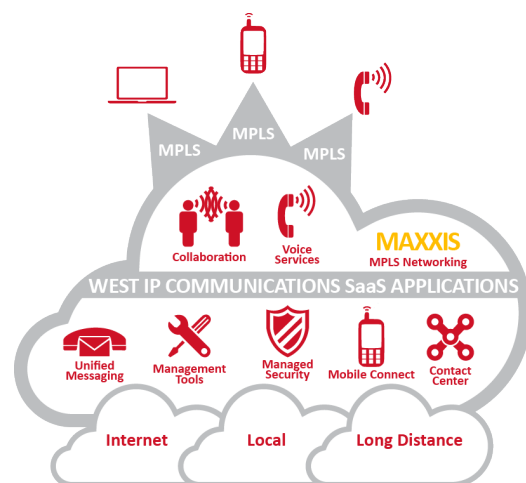 MPLS
MPLS
MPLS
Collaboration
Voice
Services
MAXXIS
MPLS Networking
WEST IP COMMUNICATIONS SaaS APPLICATIONS
Unified
Messaging
Management
Tools
Managed
Security
Mobile Connect
Contact
Center
Internet
Local
Long Distance